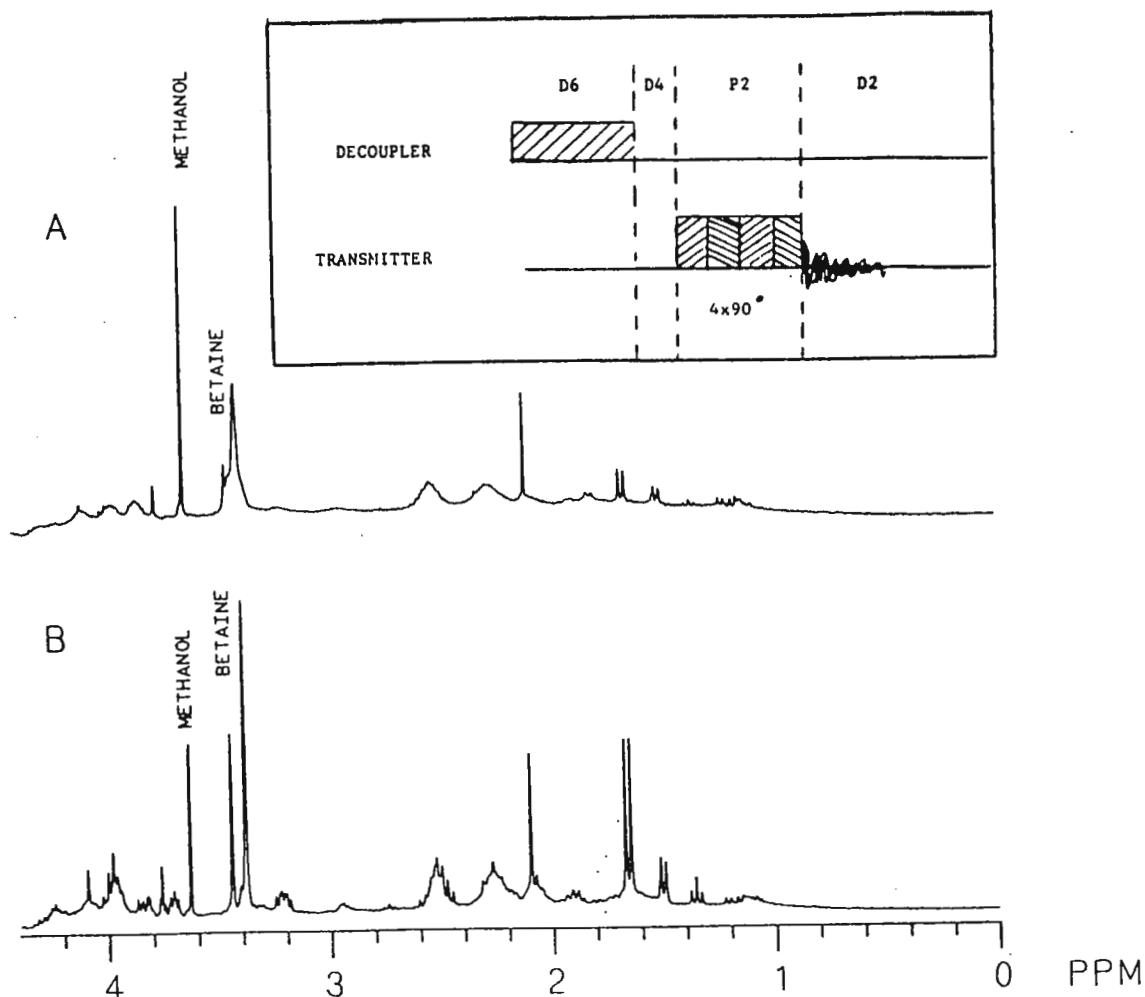 D6 D4 P2 D2
DECOUPLER
TRANSMITTER
4x90°
METHANOL
A
BETAINE
B
METHANOL
BETAINE
4 3 2 1 0 PPM